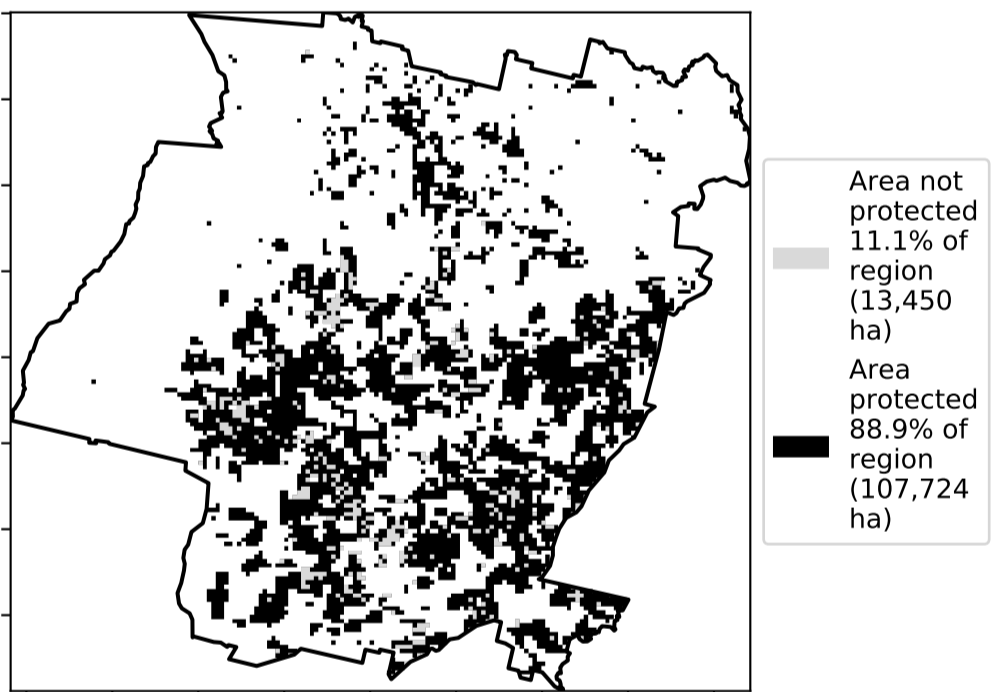 Area not
protected
11.1% of
region
(13,450
ha)
Area
protected
88.9% of
region
(107,724
ha)